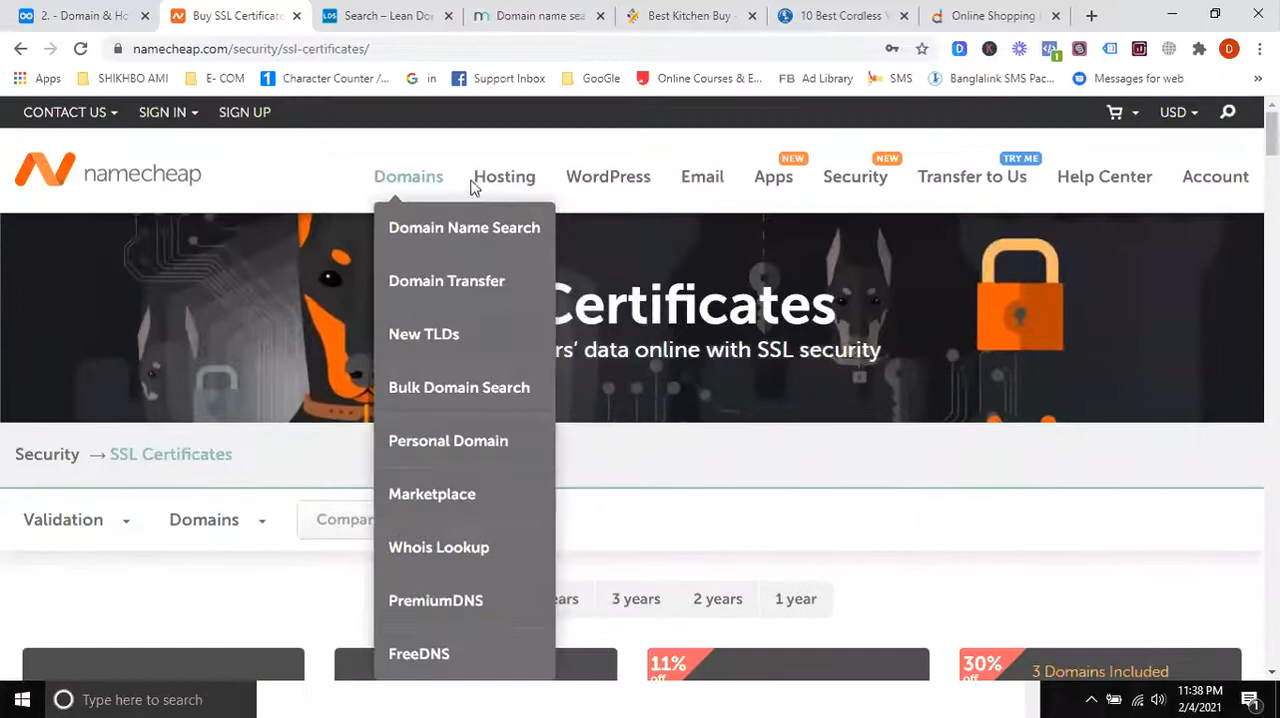 2. - Domain & Ho
Buy SSL Certificate
LDS
Search – Lean Do
Domain name sea
Best Kitchen Buy -
10 Best Cordless V
Online Shopping
namecheap.com/security/ssl-certificates/
D
K
1
D
Apps
SHIKHBO AMI
E- COM
1
Character Counter /...
G in
Support Inbox
GooGle
Online Courses & E...
FB Ad Library
SMS
Banglalink SMS Pac...
Messages for web
»
CONTACT US
SIGN IN
SIGN UP
USD
namecheap
Domains
Hosting
WordPress
Email
NEW
Apps
NEW
Security
TRY ME
Transfer to Us
Help Center
Account
Domain Name Search
Domain Transfer
New TLDs
Bulk Domain Search
Personal Domain
Marketplace
Whois Lookup
PremiumDNS
FreeDNS
Certificates
rs' data online with SSL security
Security → SSL Certificates
Validation
Domains
Compar
ears
3 years
2 years
1 year
11%
off
30%
off
3 Domains Included
Type here to search
11:38 PM
2/4/2021
1